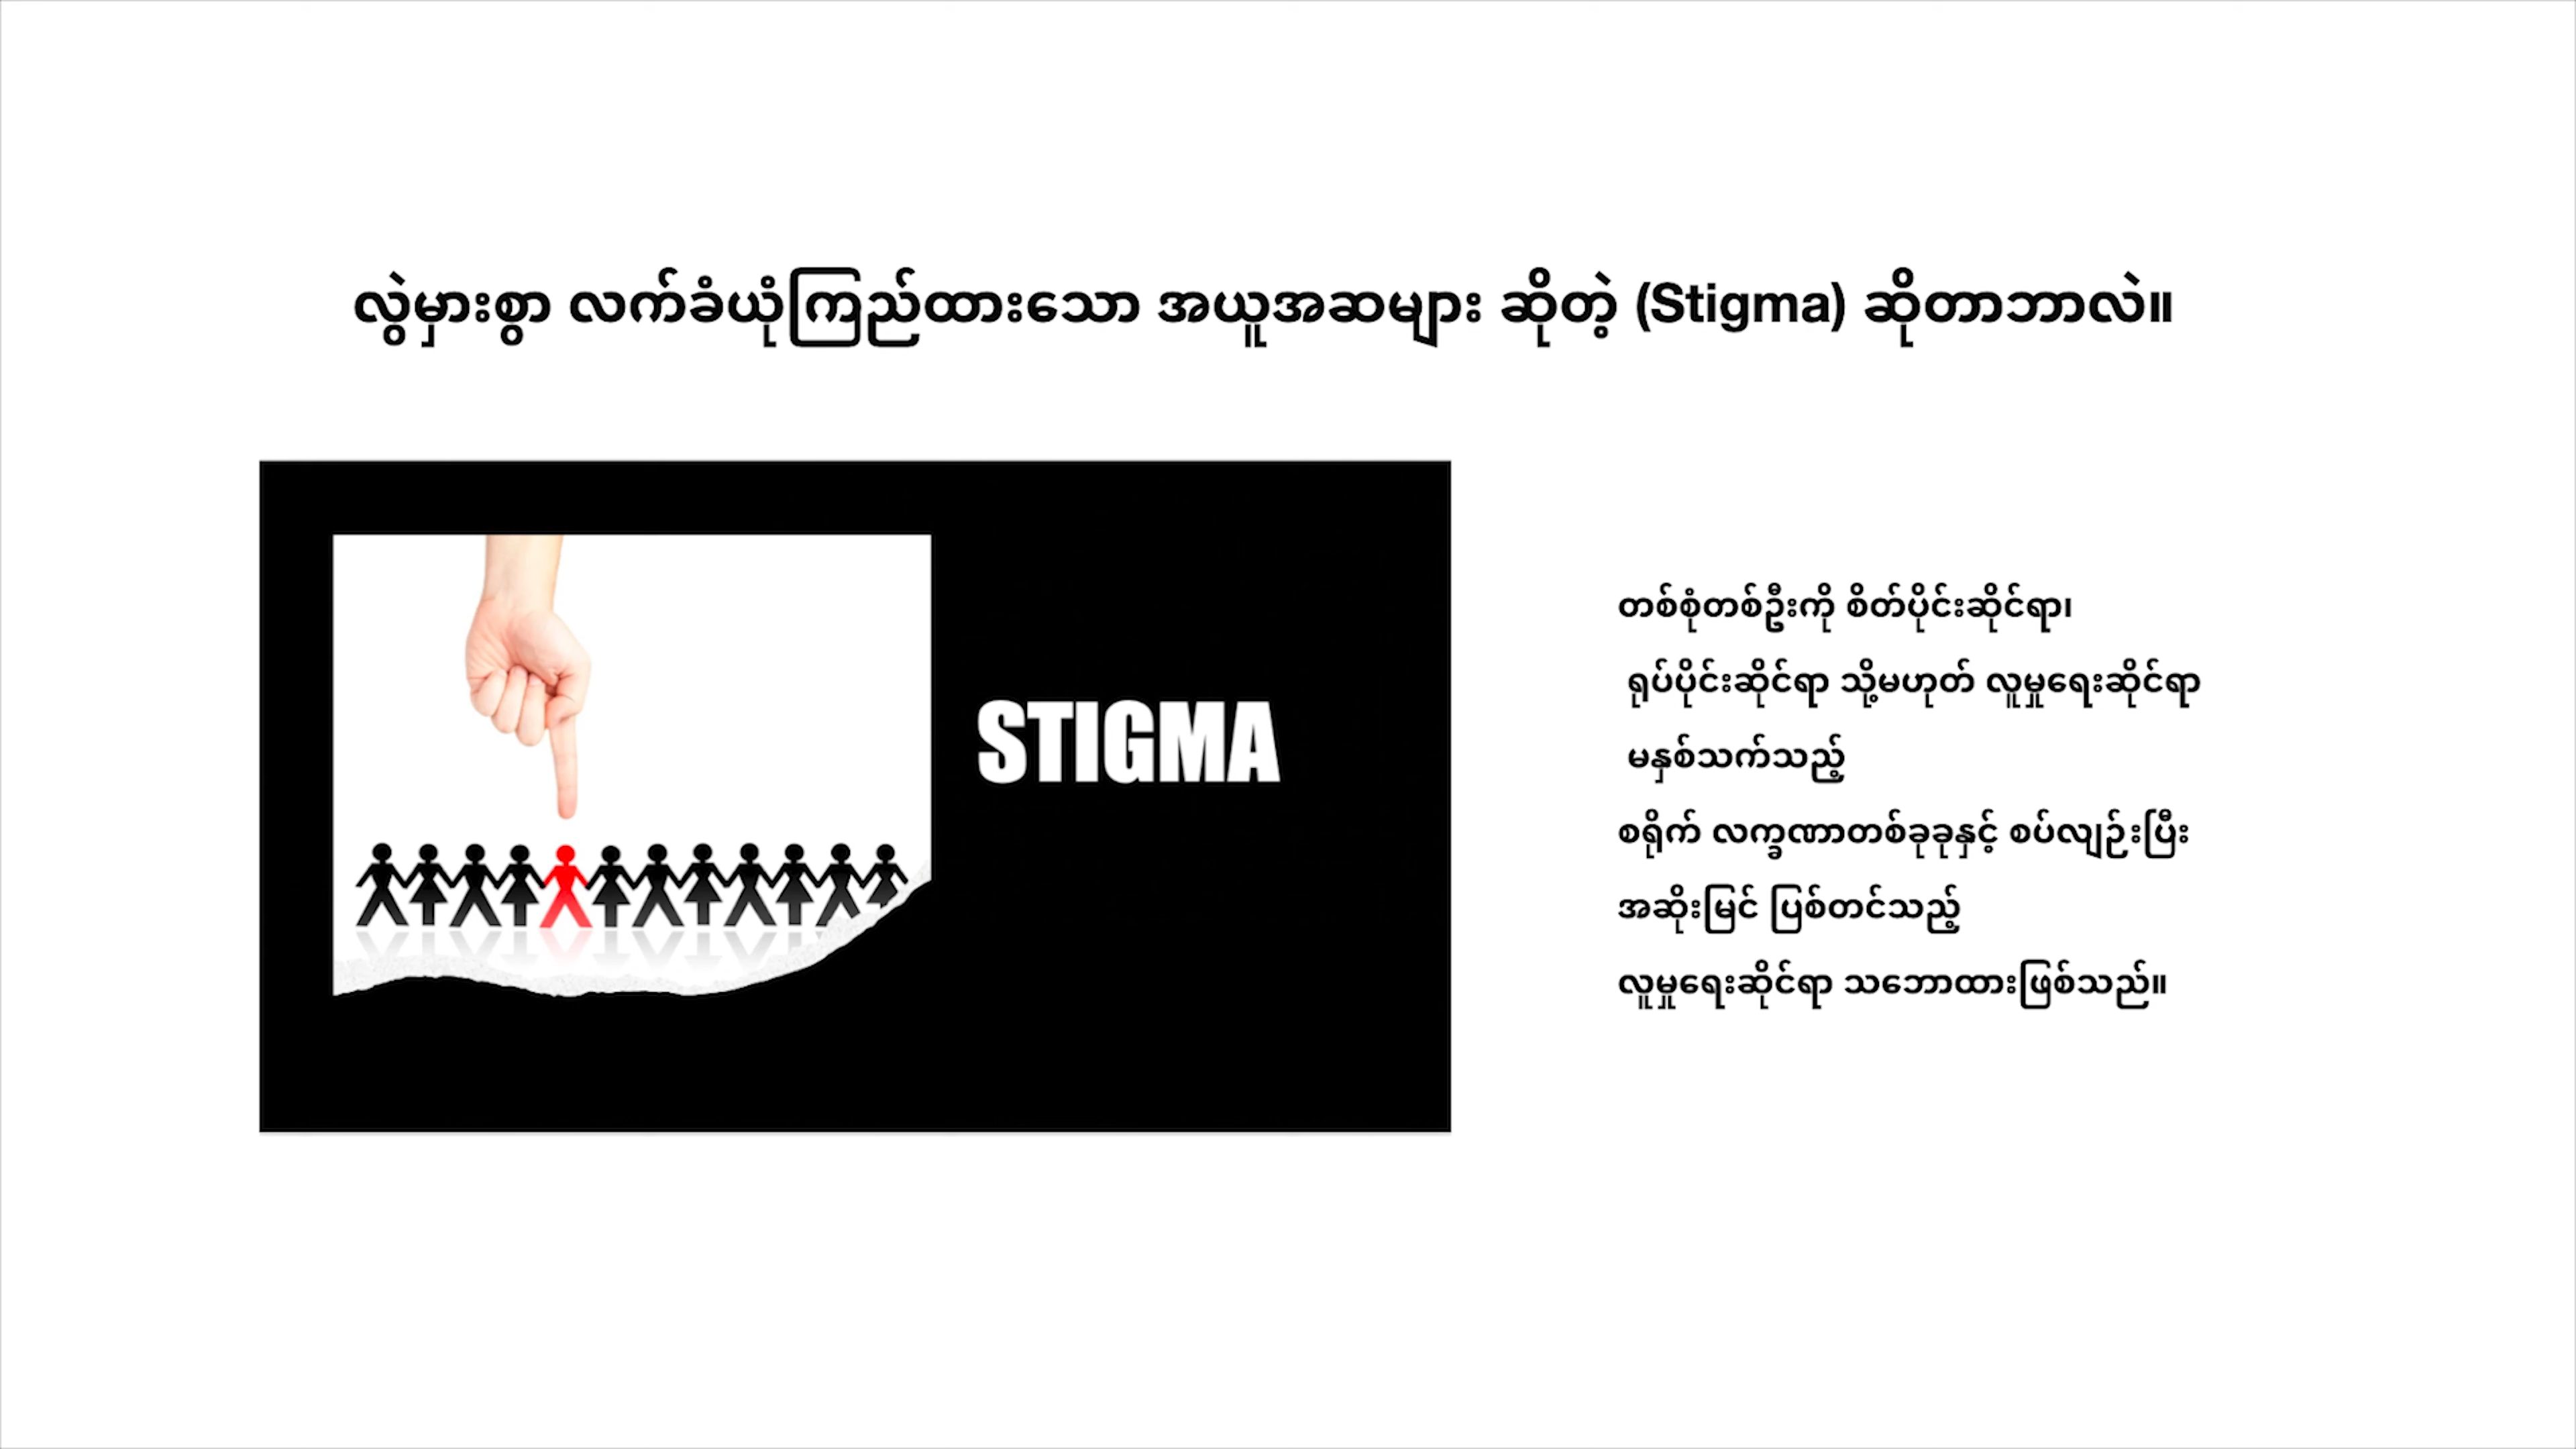 လွဲမှားစွာ လက်ခံယုံကြည်ထားသော အယူအဆများ ဆိုတဲ့ (Stigma) ဆိုတာဘာလဲ။
STIGMA
တစ်စုံတစ်ဦးကို စိတ်ပိုင်းဆိုင်ရာ၊
ရုပ်ပိုင်းဆိုင်ရာ သို့မဟုတ် လူမှုရေးဆိုင်ရာ
မနှစ်သက်သည့်
စရိုက် လက္ခဏာတစ်ခုခုနှင့် စပ်လျဉ်းပြီး
အဆိုးမြင် ပြစ်တင်သည့်
လူမှုရေးဆိုင်ရာ သဘောထားဖြစ်သည်။